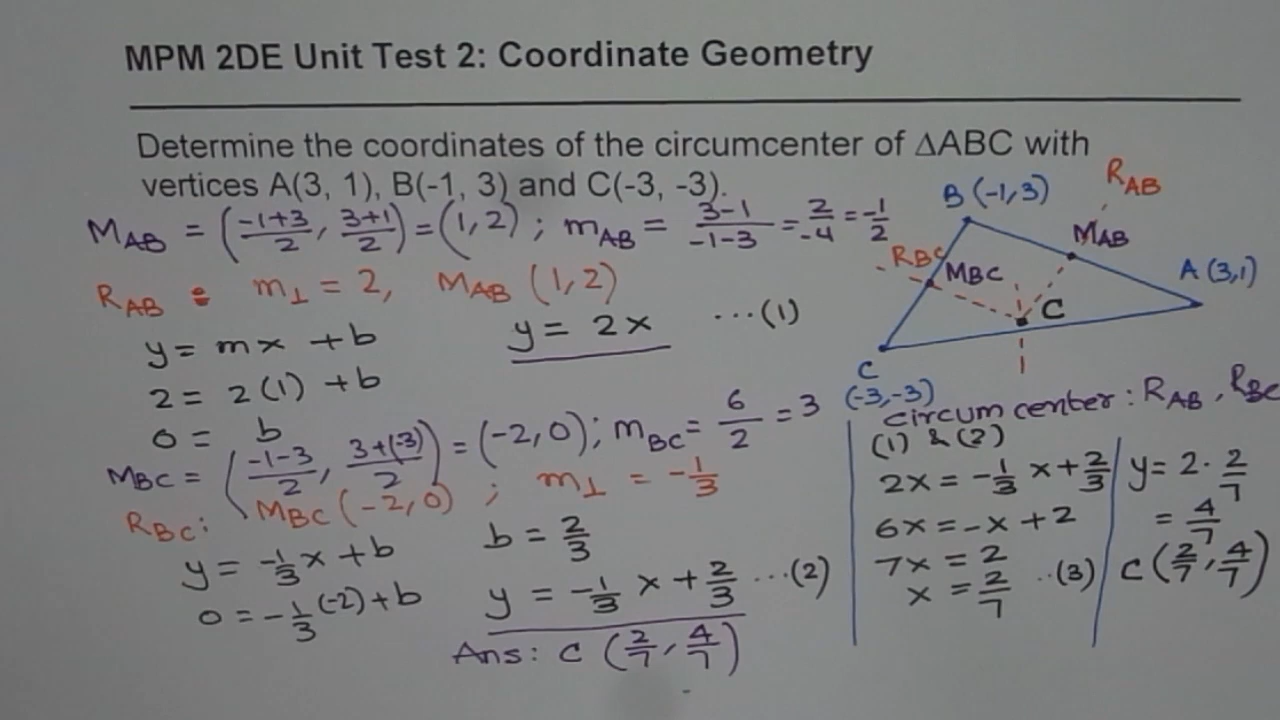 MPM 2DE Unit Test 2: Coordinate Geometry
Determine the coordinates of the circumcenter of ΔABC with
vertices A(3, 1), B(-1, 3) and C(-3, -3).
M_AB = ((-1+3)/2, (3+1)/2) = (1, 2) ; m_AB = (3-1)/(-1-3) = 2/-4 = -1/2
R_AB : m⊥ = 2, M_AB (1, 2)
y = mx + b
y = 2x ...(1)
2 = 2(1) + b
0 = b
M_BC = ((-1-3)/2, (3+(-3))/2) = (-2, 0) ; m_BC = 6/2 = 3
R_BC : M_BC (-2, 0) ; m⊥ = -1/3
y = -1/3 x + b
b = 2/3
0 = -1/3 (-2) + b
y = -1/3 x + 2/3 ...(2)
Ans: C (2/7, 4/7)
R_AB
B (-1, 3)
M_AB
R_BC
M_BC
A (3, 1)
C
C
(-3, -3)
circumcenter : R_AB, R_BC
(1) & (2)
2x = -1/3 x + 2/3
6x = -x + 2
7x = 2
x = 2/7 ..(3)
y = 2 · 2/7
= 4/7
C (2/7, 4/7)